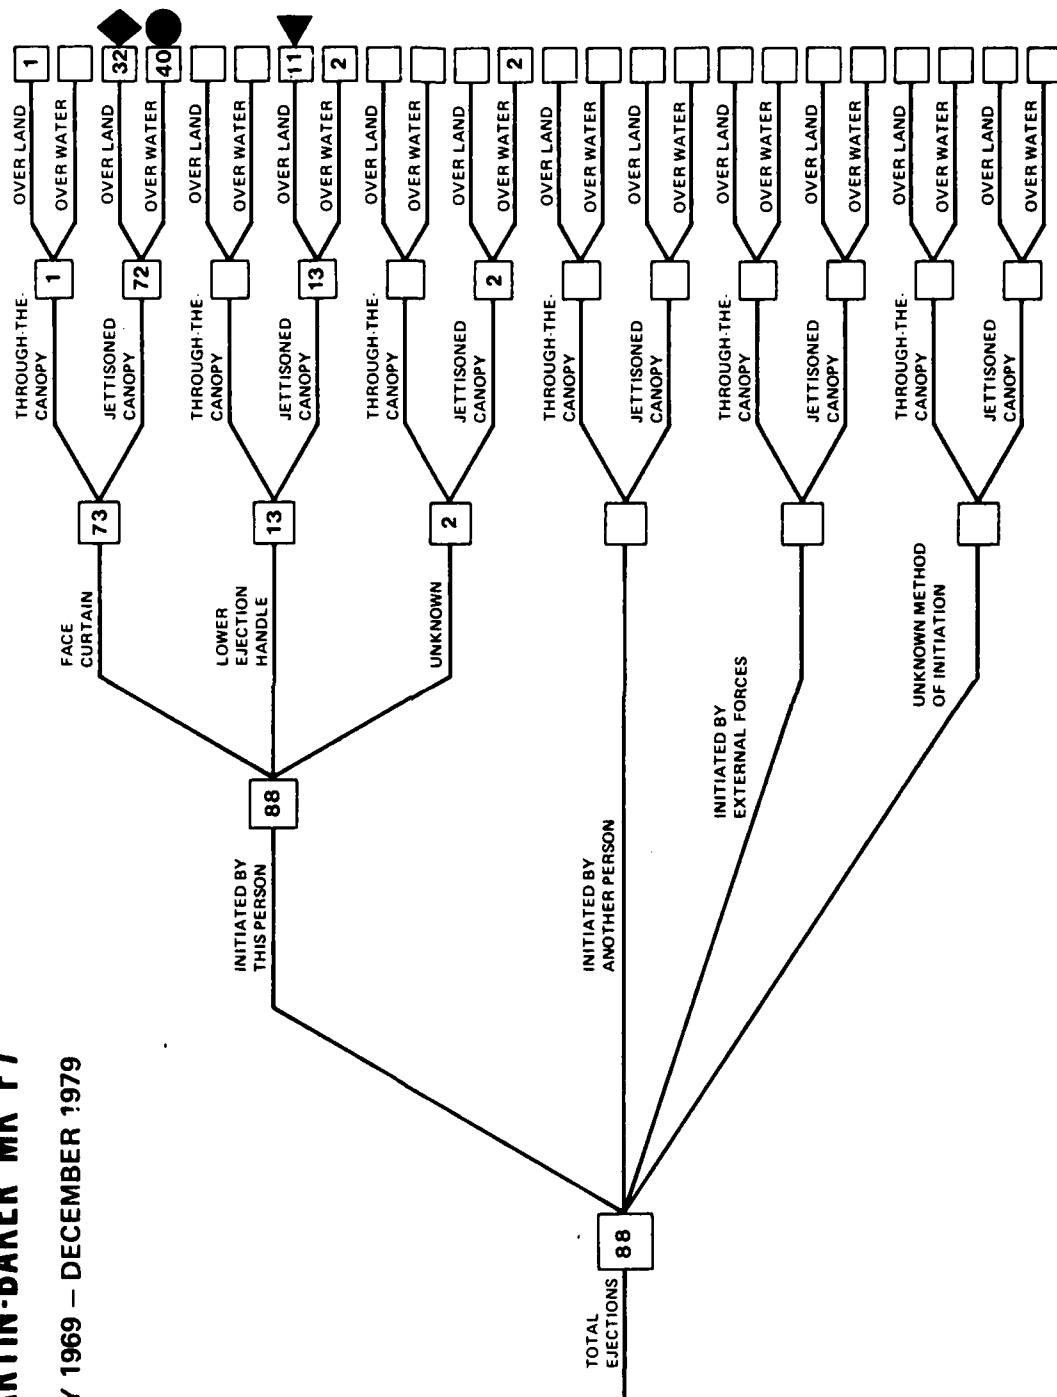 ARTIN-BAKER MK F7
Y 1969 – DECEMBER 1979
TOTAL
EJECTIONS
88
INITIATED BY
THIS PERSON
88
INITIATED BY
ANOTHER PERSON
INITIATED BY
EXTERNAL FORCES
UNKNOWN METHOD
OF INITIATION
FACE
CURTAIN
73
LOWER
EJECTION
HANDLE
13
UNKNOWN
2
THROUGH-THE-
CANOPY
1
JETTISONED
CANOPY
72
THROUGH-THE-
CANOPY
JETTISONED
CANOPY
13
THROUGH-THE-
CANOPY
JETTISONED
CANOPY
2
THROUGH-THE-
CANOPY
JETTISONED
CANOPY
THROUGH-THE-
CANOPY
JETTISONED
CANOPY
THROUGH-THE-
CANOPY
JETTISONED
CANOPY
OVER LAND
1
OVER WATER
OVER LAND
32
OVER WATER
40
OVER LAND
OVER WATER
OVER LAND
11
OVER WATER
2
OVER LAND
OVER WATER
OVER LAND
OVER WATER
2
OVER LAND
OVER WATER
OVER LAND
OVER WATER
OVER LAND
OVER WATER
OVER LAND
OVER WATER
OVER LAND
OVER WATER
OVER LAND
OVER WATER